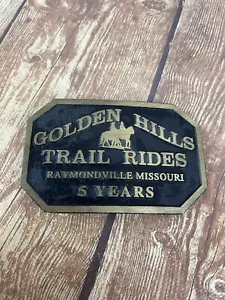 GOLDEN HILLS
TRAIL RIDES
RAYMONDVILLE MISSOURI
5 YEARS